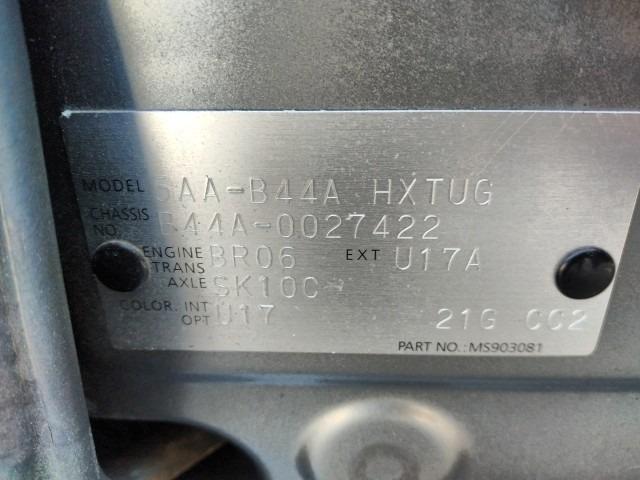 MODEL 5AA-B44A HXTUG
CHASSIS NO. B44A-0027422
ENGINE BR06 EXT U17A
TRANS AXLE SK10C
COLOR. INT U17
OPT 21G CC2
PART NO.: MS903081